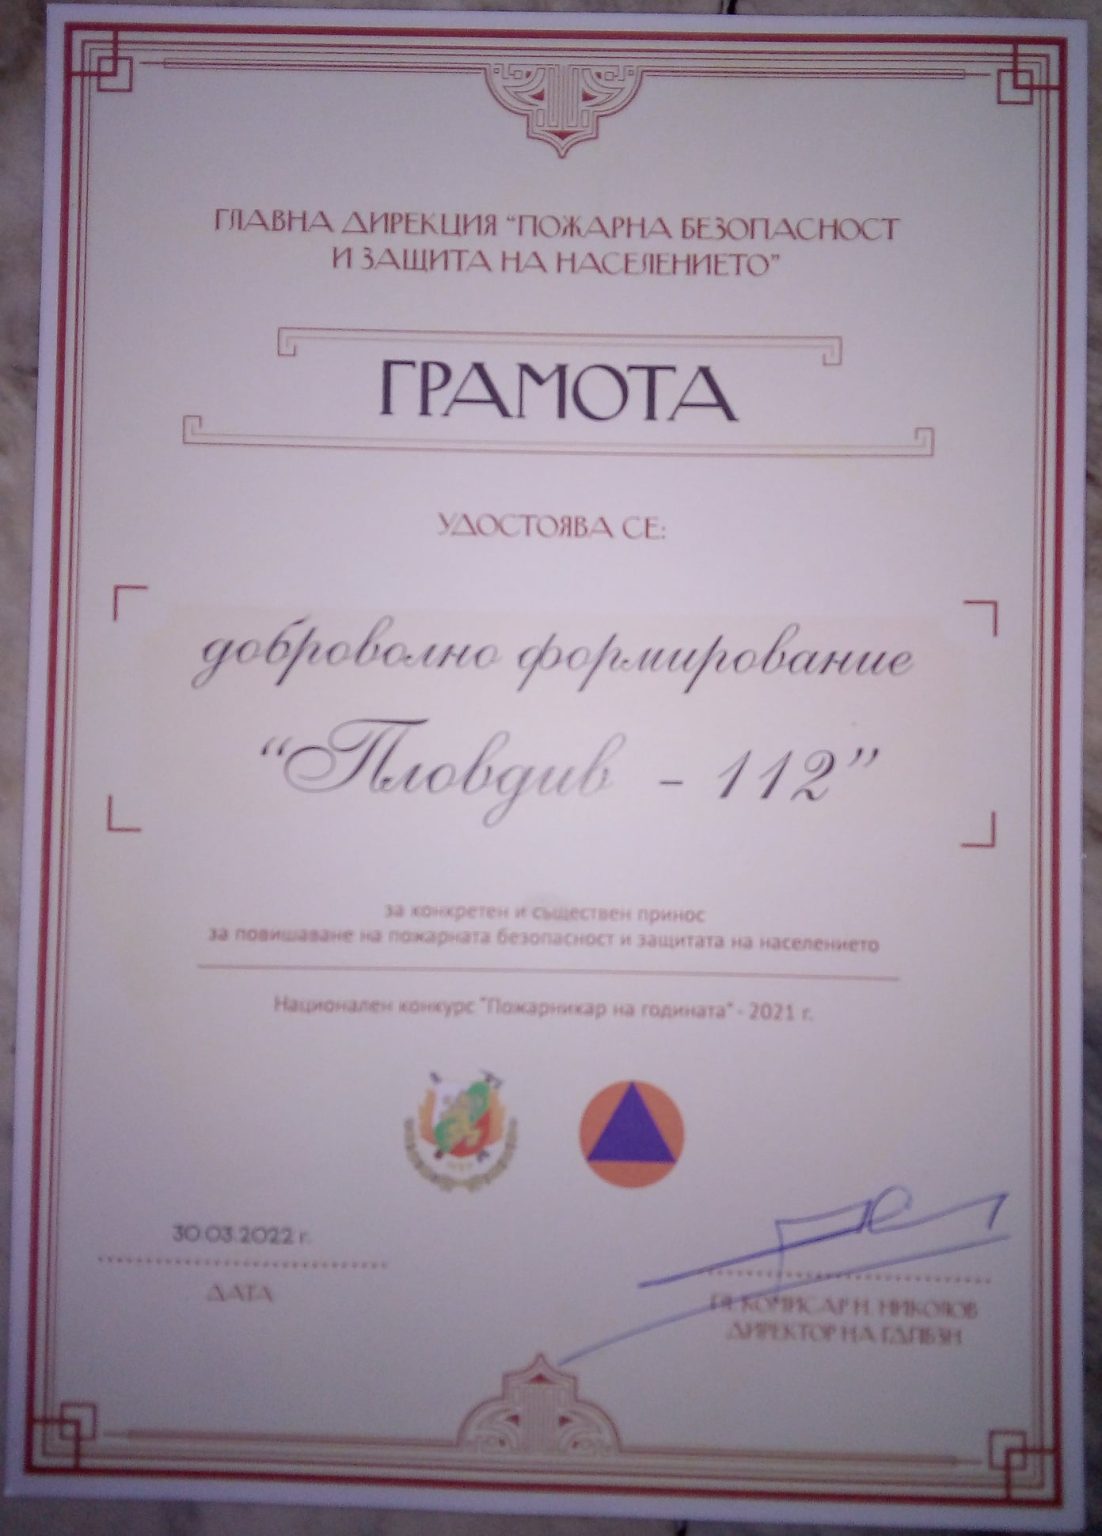 ГЛАВНА ДИРЕКЦИЯ “ПОЖАРНА БЕЗОПАСНОСТ
И ЗАЩИТА НА НАСЕЛЕНИЕТО”
ГРАМОТА
УДОСТОЯВА СЕ:
доброволно формирование
“Пловдив - 112”
за конкретен и съществен принос
за повишаване на пожарната безопасност и защитата на населението
Национален конкурс "Пожарникар на годината" - 2021 г.
30.03.2022 г.
ДАТА
ГЛ. КОМИСАР Н. НИКОЛОВ
ДИРЕКТОР НА ГДПБЗН